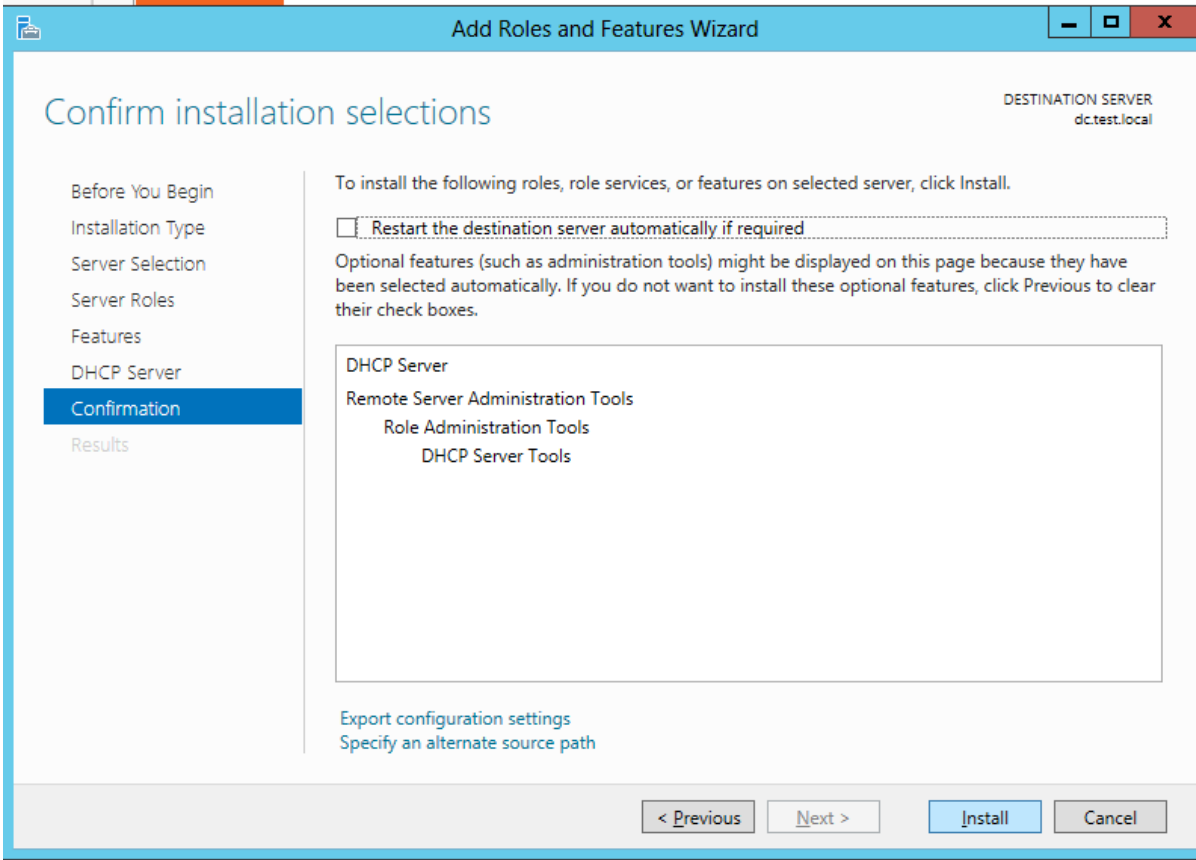 Add Roles and Features Wizard
Confirm installation selections
DESTINATION SERVER
dc.test.local
Before You Begin
Installation Type
Server Selection
Server Roles
Features
DHCP Server
Confirmation
Results
To install the following roles, role services, or features on selected server, click Install.
Restart the destination server automatically if required
Optional features (such as administration tools) might be displayed on this page because they have
been selected automatically. If you do not want to install these optional features, click Previous to clear
their check boxes.
DHCP Server
Remote Server Administration Tools
Role Administration Tools
DHCP Server Tools
Export configuration settings
Specify an alternate source path
< Previous
Next >
Install
Cancel